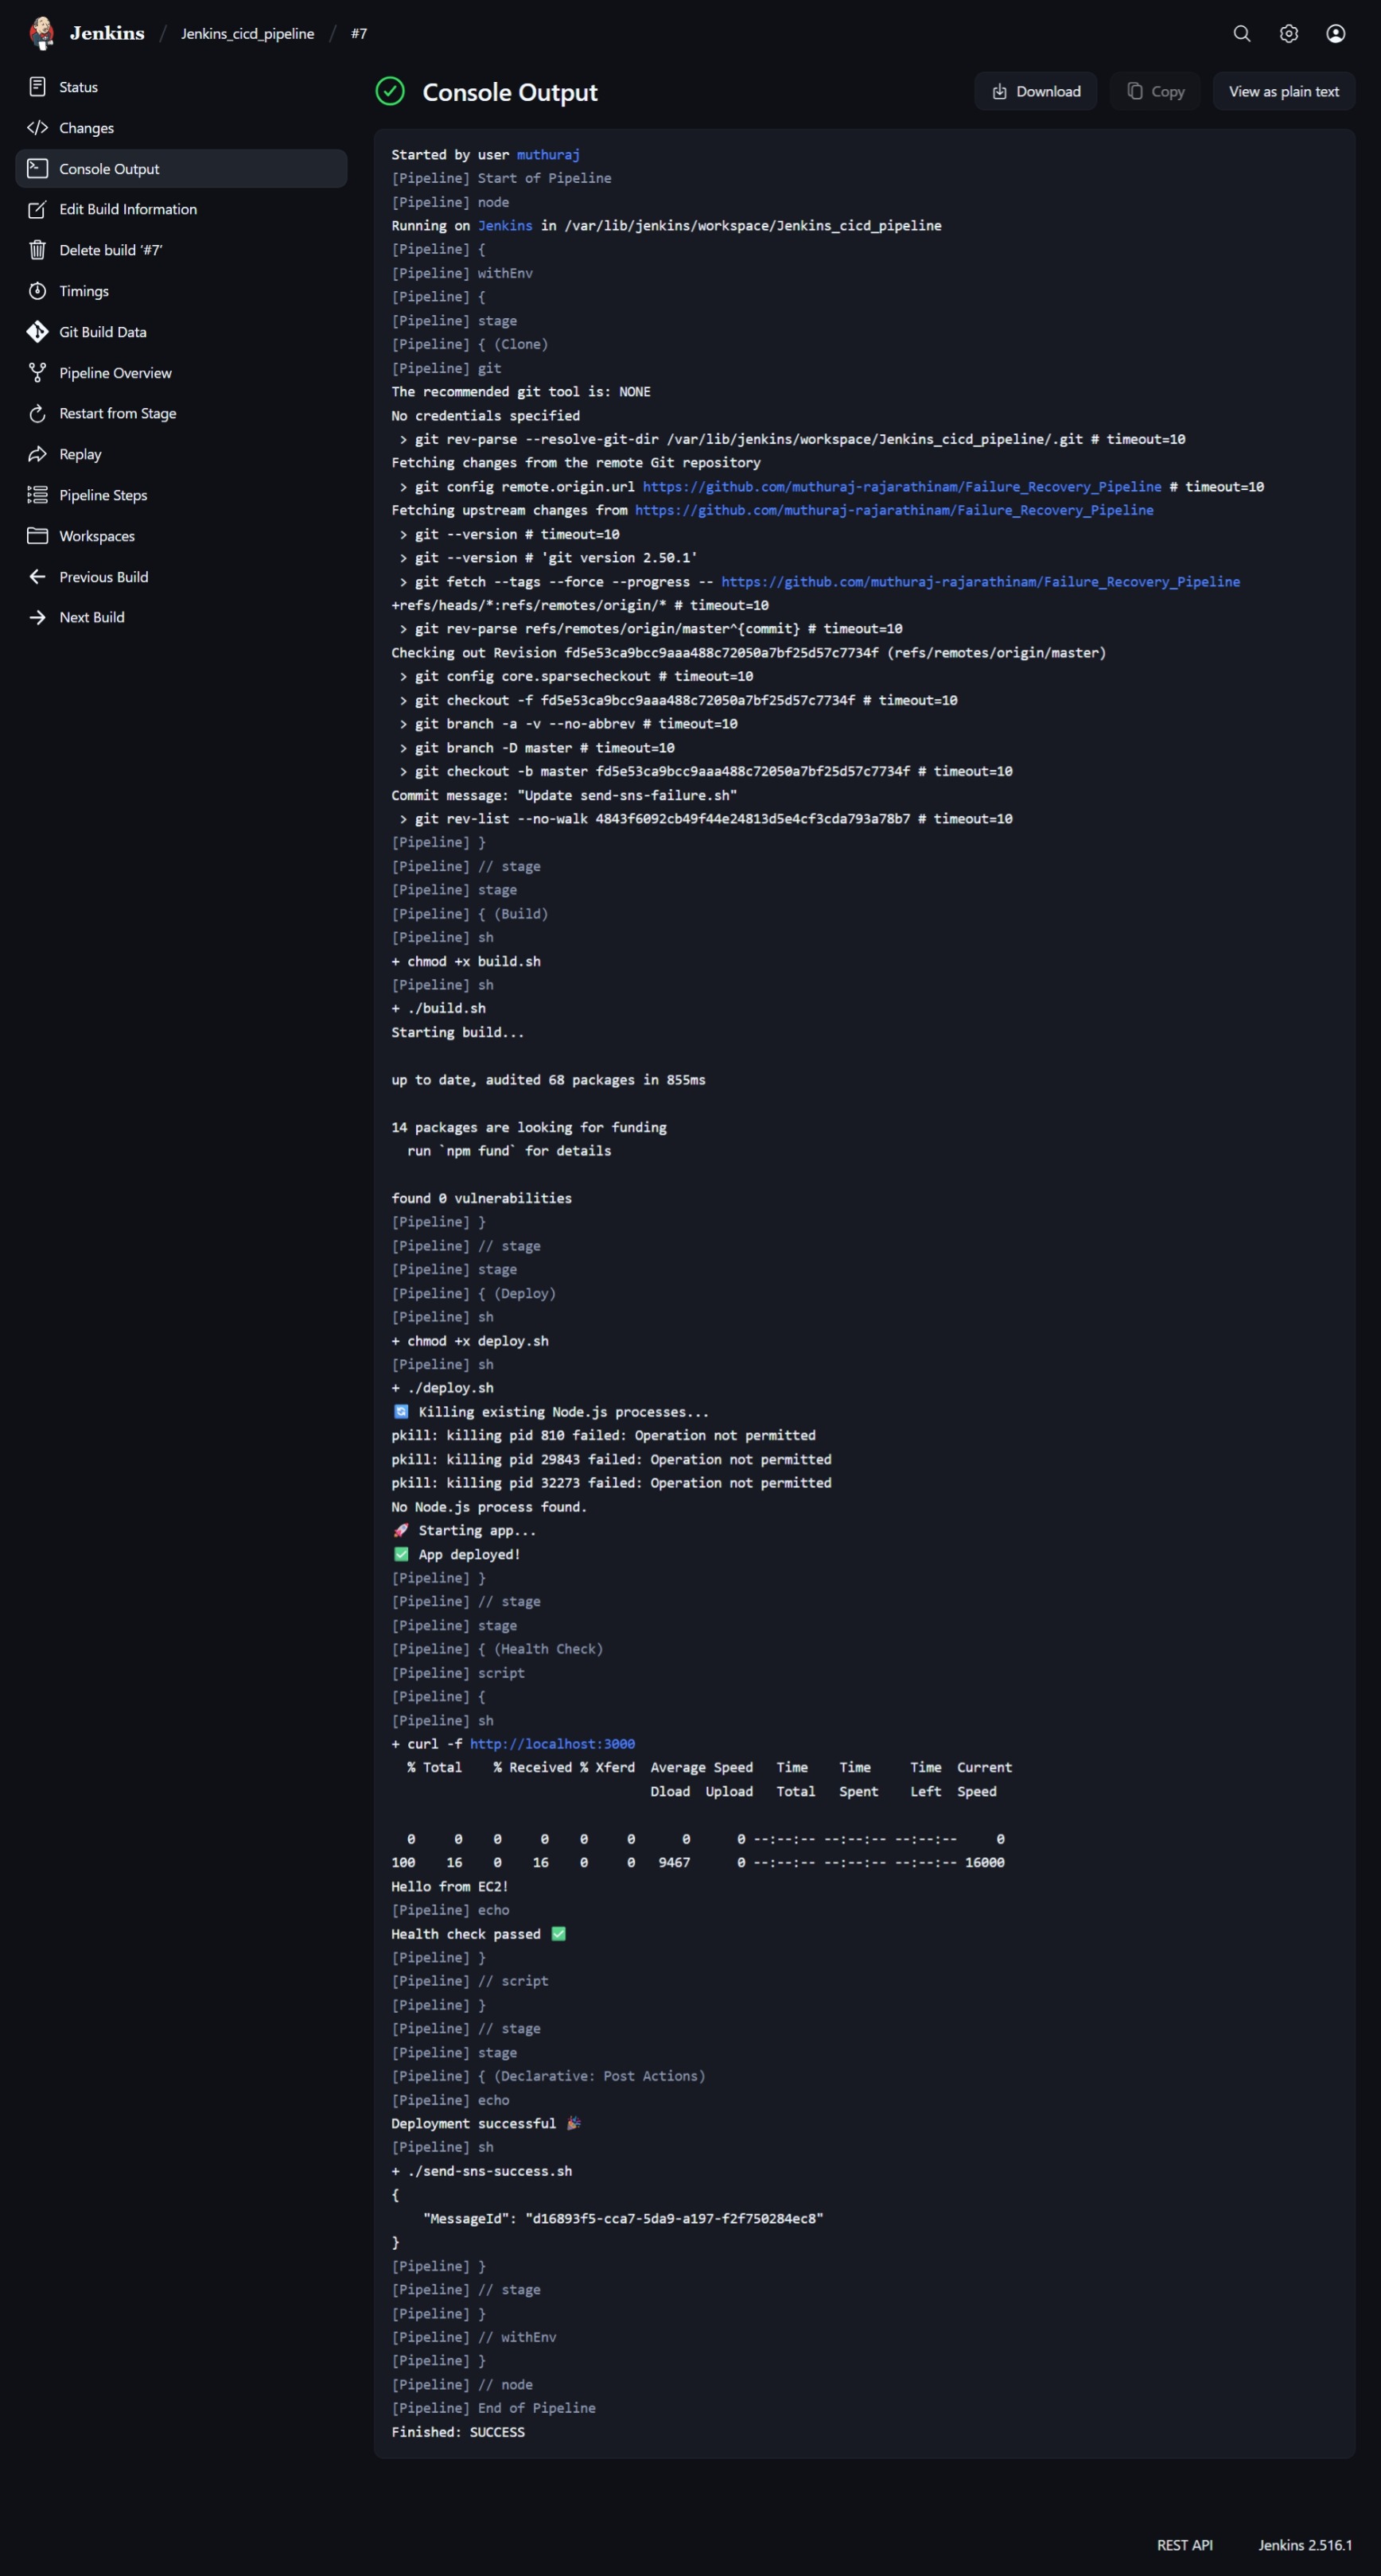 Jenkins / Jenkins_cicd_pipeline / #7
Status
Changes
Console Output
Edit Build Information
Delete build ‘#7’
Timings
Git Build Data
Pipeline Overview
Restart from Stage
Replay
Pipeline Steps
Workspaces
Previous Build
Next Build
Console Output
Download
Copy
View as plain text
Started by user muthuraj
[Pipeline] Start of Pipeline
[Pipeline] node
Running on Jenkins in /var/lib/jenkins/workspace/Jenkins_cicd_pipeline
[Pipeline] {
[Pipeline] withEnv
[Pipeline] {
[Pipeline] stage
[Pipeline] { (Clone)
[Pipeline] git
The recommended git tool is: NONE
No credentials specified
 > git rev-parse --resolve-git-dir /var/lib/jenkins/workspace/Jenkins_cicd_pipeline/.git # timeout=10
Fetching changes from the remote Git repository
 > git config remote.origin.url https://github.com/muthuraj-rajarathinam/Failure_Recovery_Pipeline # timeout=10
Fetching upstream changes from https://github.com/muthuraj-rajarathinam/Failure_Recovery_Pipeline
 > git --version # timeout=10
 > git --version # 'git version 2.50.1'
 > git fetch --tags --force --progress -- https://github.com/muthuraj-rajarathinam/Failure_Recovery_Pipeline
+refs/heads/*:refs/remotes/origin/* # timeout=10
 > git rev-parse refs/remotes/origin/master^{commit} # timeout=10
Checking out Revision fd5e53ca9bcc9aaa488c72050a7bf25d57c7734f (refs/remotes/origin/master)
 > git config core.sparsecheckout # timeout=10
 > git checkout -f fd5e53ca9bcc9aaa488c72050a7bf25d57c7734f # timeout=10
 > git branch -a -v --no-abbrev # timeout=10
 > git branch -D master # timeout=10
 > git checkout -b master fd5e53ca9bcc9aaa488c72050a7bf25d57c7734f # timeout=10
Commit message: "Update send-sns-failure.sh"
 > git rev-list --no-walk 4843f6092cb49f44e24813d5e4cf3cda793a78b7 # timeout=10
[Pipeline] }
[Pipeline] // stage
[Pipeline] stage
[Pipeline] { (Build)
[Pipeline] sh
+ chmod +x build.sh
[Pipeline] sh
+ ./build.sh
Starting build...
up to date, audited 68 packages in 855ms
14 packages are looking for funding
  run `npm fund` for details
found 0 vulnerabilities
[Pipeline] }
[Pipeline] // stage
[Pipeline] stage
[Pipeline] { (Deploy)
[Pipeline] sh
+ chmod +x deploy.sh
[Pipeline] sh
+ ./deploy.sh
🔄 Killing existing Node.js processes...
pkill: killing pid 810 failed: Operation not permitted
pkill: killing pid 29843 failed: Operation not permitted
pkill: killing pid 32273 failed: Operation not permitted
No Node.js process found.
🚀 Starting app...
✅ App deployed!
[Pipeline] }
[Pipeline] // stage
[Pipeline] stage
[Pipeline] { (Health Check)
[Pipeline] script
[Pipeline] {
[Pipeline] sh
+ curl -f http://localhost:3000
  % Total    % Received % Xferd  Average Speed   Time    Time     Time  Current
                                 Dload  Upload   Total   Spent    Left  Speed
  0     0    0     0    0     0      0      0 --:--:-- --:--:-- --:--:--     0
100    16    0    16    0     0   9467      0 --:--:-- --:--:-- --:--:-- 16000
Hello from EC2!
[Pipeline] echo
Health check passed ✅
[Pipeline] }
[Pipeline] // script
[Pipeline] }
[Pipeline] // stage
[Pipeline] stage
[Pipeline] { (Declarative: Post Actions)
[Pipeline] echo
Deployment successful 🎉
[Pipeline] sh
+ ./send-sns-success.sh
{
    "MessageId": "d16893f5-cca7-5da9-a197-f2f750284ec8"
}
[Pipeline] }
[Pipeline] // stage
[Pipeline] }
[Pipeline] // withEnv
[Pipeline] }
[Pipeline] // node
[Pipeline] End of Pipeline
Finished: SUCCESS
REST API
Jenkins 2.516.1